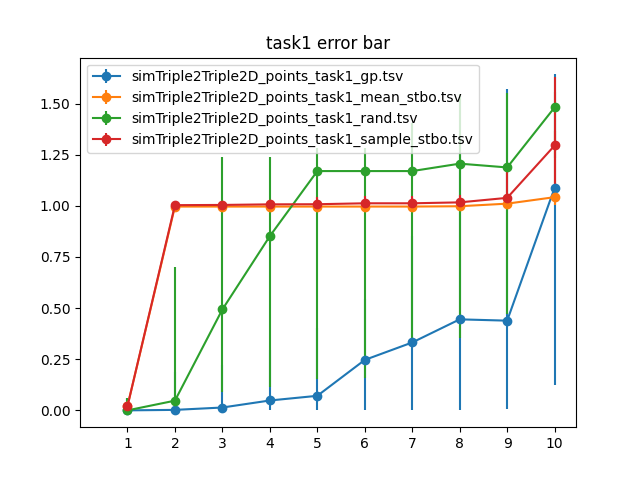 task1 error bar
simTriple2Triple2D_points_task1_gp.tsv
simTriple2Triple2D_points_task1_mean_stbo.tsv
simTriple2Triple2D_points_task1_rand.tsv
simTriple2Triple2D_points_task1_sample_stbo.tsv
1.50
1.25
1.00
0.75
0.50
0.25
0.00
1 2 3 4 5 6 7 8 9 10